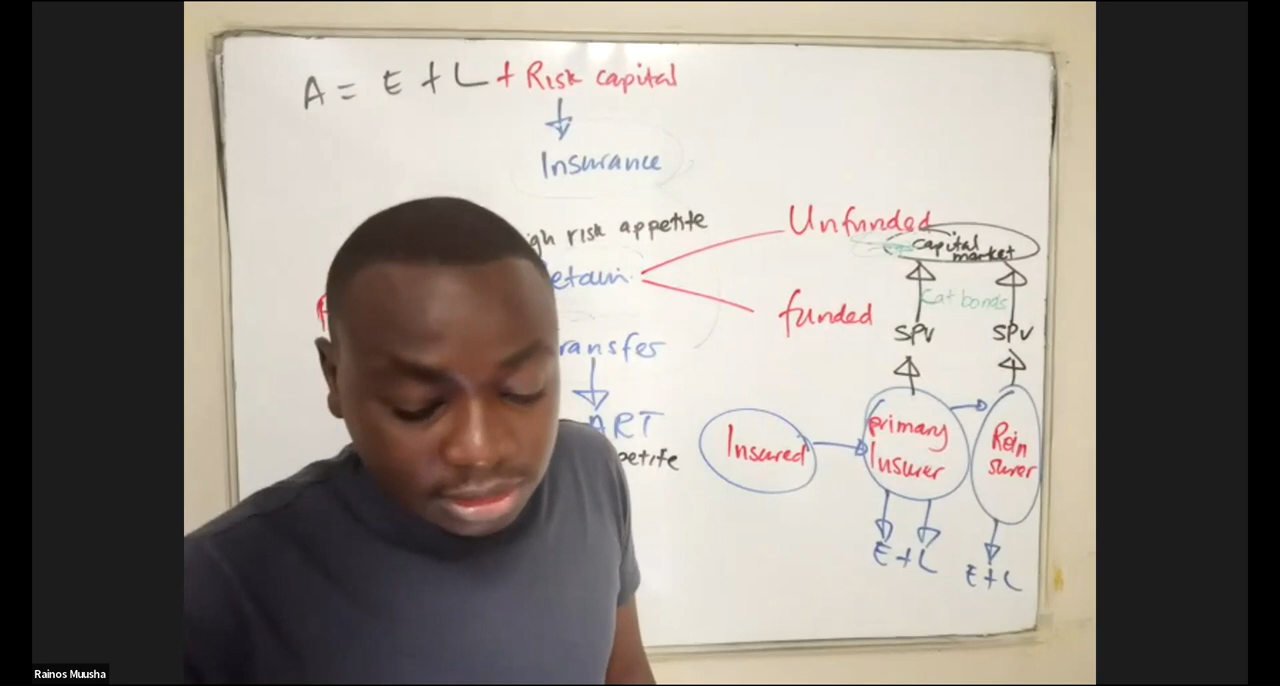 A = E + L + Risk capital
Insurance
risk appetite
Unfunded
capital
market
funded
Cat bonds
SPV SPV
ART
Insured
primary
Insurer
Rein
surer
E + L
E + L
Rainos Muusha